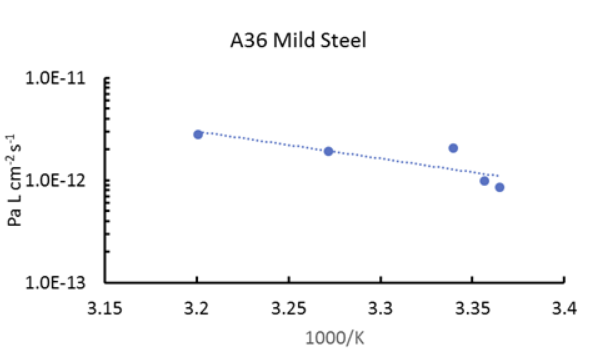 A36 Mild Steel
1.0E-11
1.0E-12
1.0E-13
Pa L cm⁻² s⁻¹
3.15 3.2 3.25 3.3 3.35 3.4
1000/K